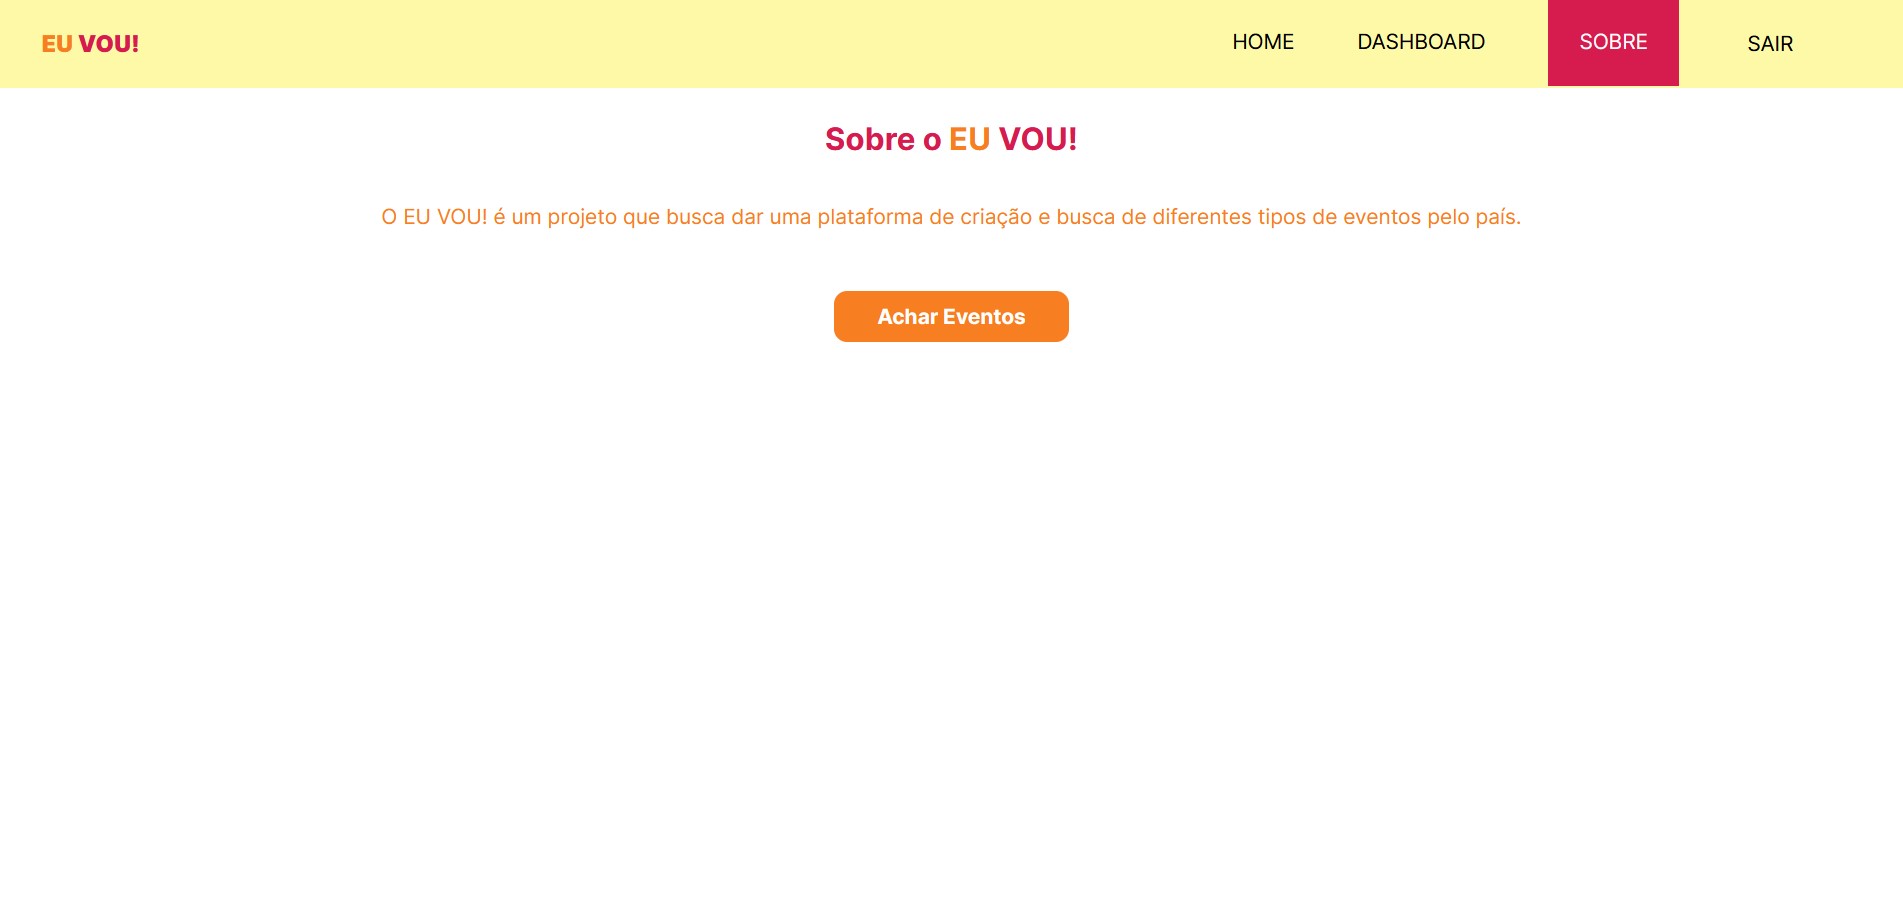 EU VOU!
HOME
DASHBOARD
SOBRE
SAIR
Sobre o EU VOU!
O EU VOU! é um projeto que busca dar uma plataforma de criação e busca de diferentes tipos de eventos pelo país.
Achar Eventos